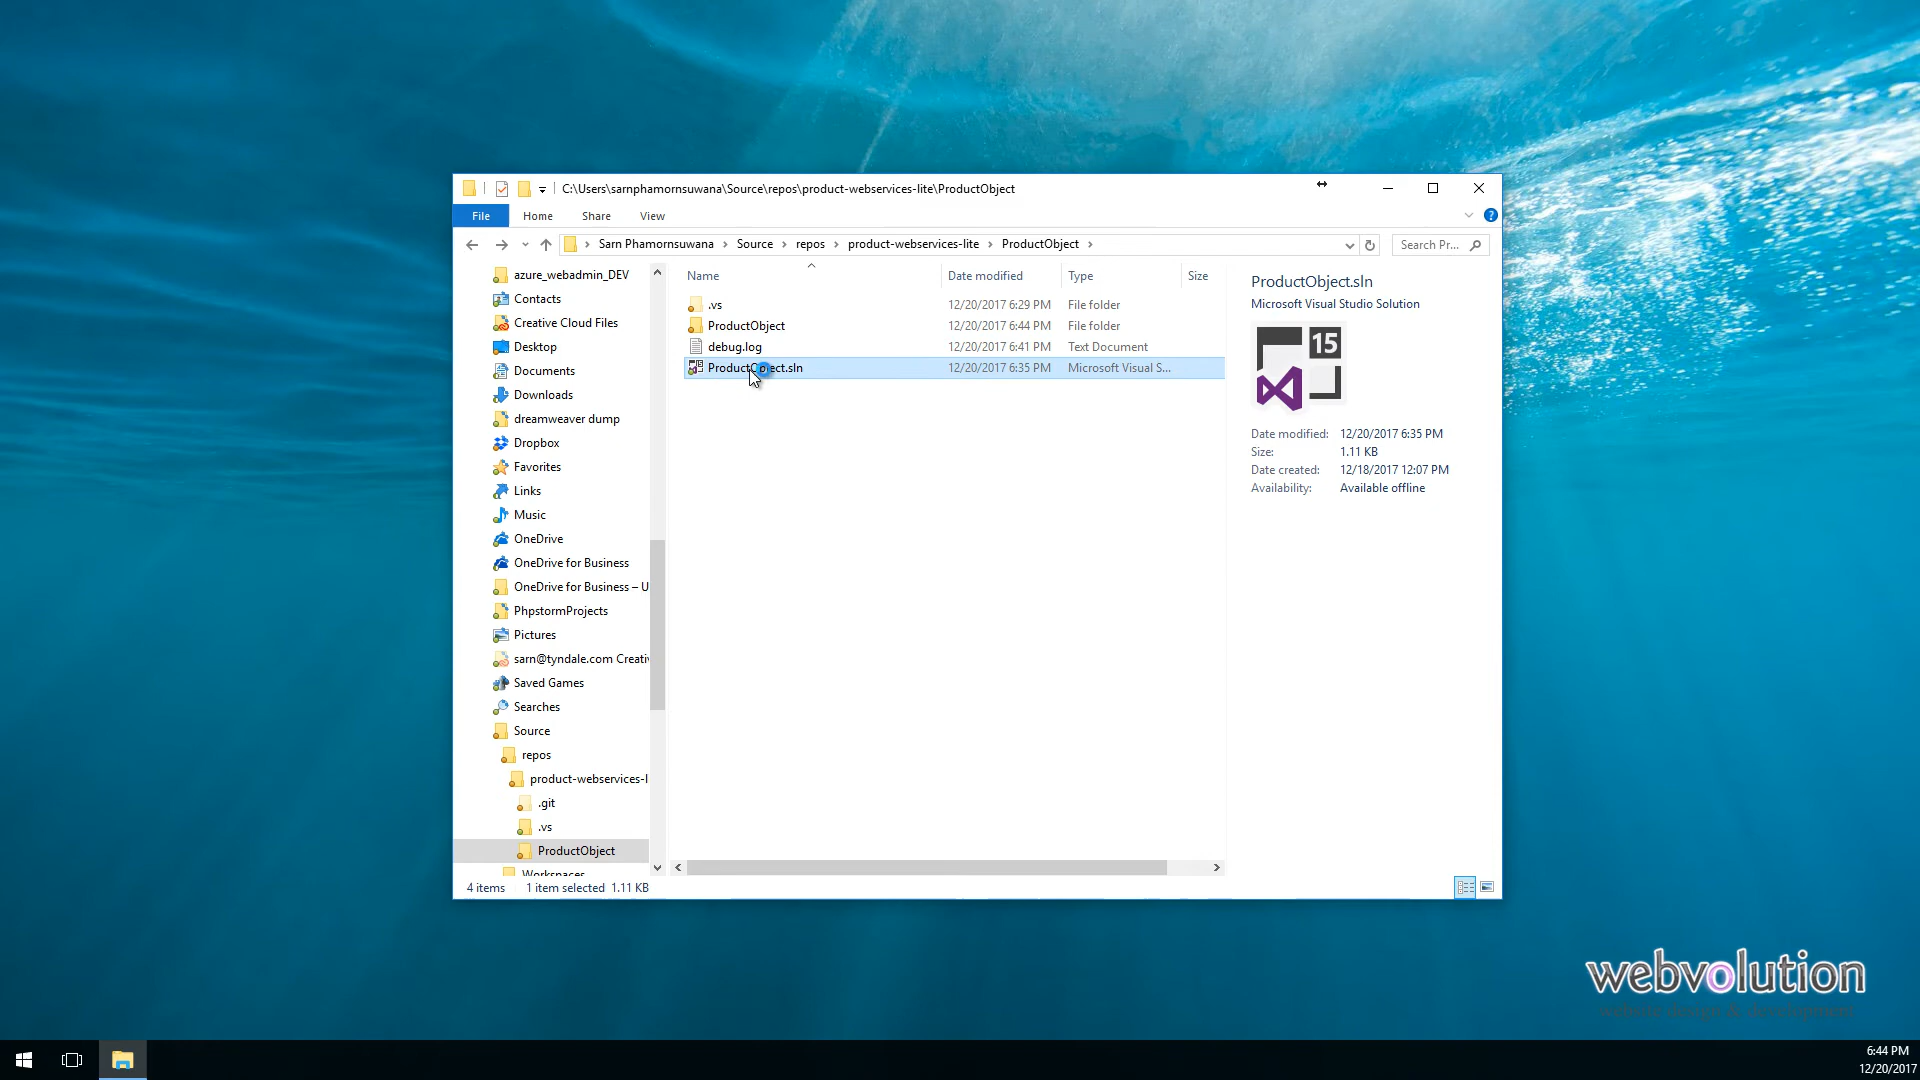 C:\Users\sarnphamornsuwana\Source\repos\product-webservices-lite\ProductObject
File Home Share View
Sarn Phamornsuwana Source repos product-webservices-lite ProductObject Search Pr...
azure_webadmin_DEV
Contacts
Creative Cloud Files
Desktop
Documents
Downloads
dreamweaver dump
Dropbox
Favorites
Links
Music
OneDrive
OneDrive for Business
OneDrive for Business – U
PhpstormProjects
Pictures
sarn@tyndale.com Creati
Saved Games
Searches
Source
repos
product-webservices-l
.git
.vs
ProductObject
Workspaces
Name Date modified Type Size
.vs 12/20/2017 6:29 PM File folder
ProductObject 12/20/2017 6:44 PM File folder
debug.log 12/20/2017 6:41 PM Text Document
ProductObject.sln 12/20/2017 6:35 PM Microsoft Visual S...
ProductObject.sln
Microsoft Visual Studio Solution
15
Date modified: 12/20/2017 6:35 PM
Size: 1.11 KB
Date created: 12/18/2017 12:07 PM
Availability: Available offline
4 items 1 item selected 1.11 KB
webvolution
website design & development
6:44 PM
12/20/2017